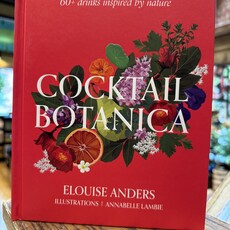 60+ drinks inspired by nature
COCKTAIL
BOTANICA
ELOUISE ANDERS
ILLUSTRATIONS | ANNABELLE LAMBIE